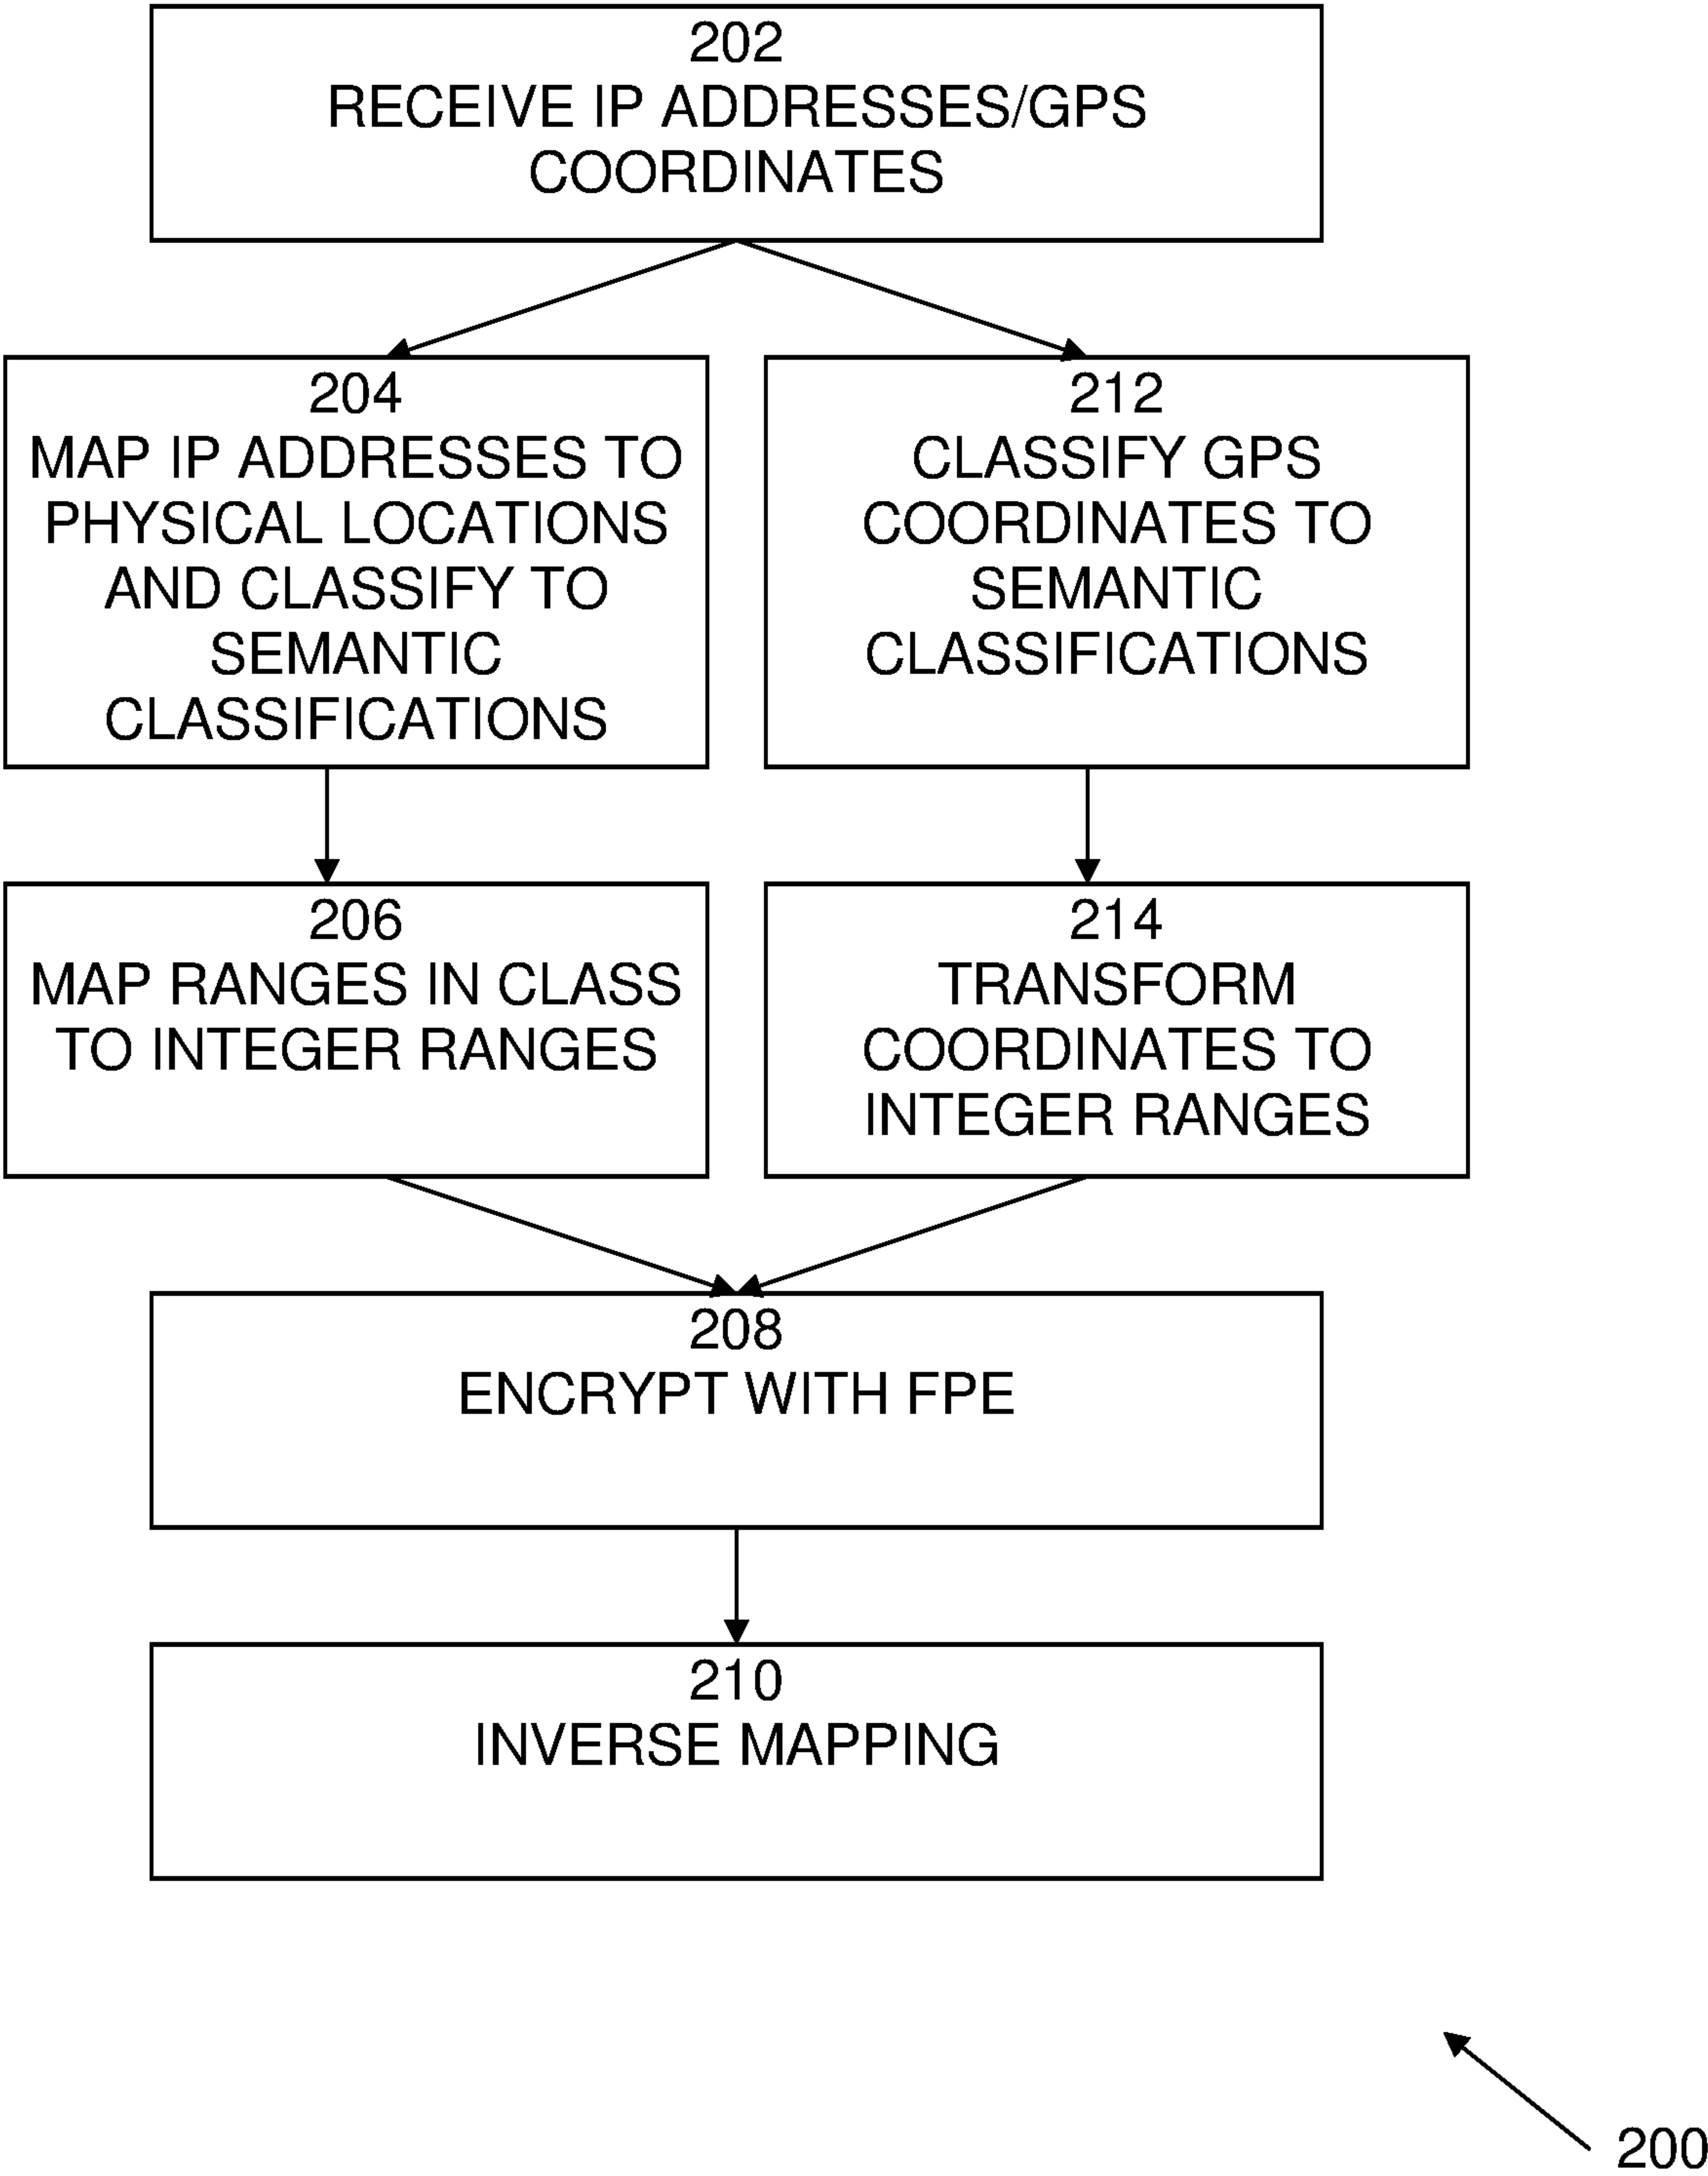 202
RECEIVE IP ADDRESSES/GPS
COORDINATES
204
MAP IP ADDRESSES TO
PHYSICAL LOCATIONS
AND CLASSIFY TO
SEMANTIC
CLASSIFICATIONS
212
CLASSIFY GPS
COORDINATES TO
SEMANTIC
CLASSIFICATIONS
206
MAP RANGES IN CLASS
TO INTEGER RANGES
214
TRANSFORM
COORDINATES TO
INTEGER RANGES
208
ENCRYPT WITH FPE
210
INVERSE MAPPING
200